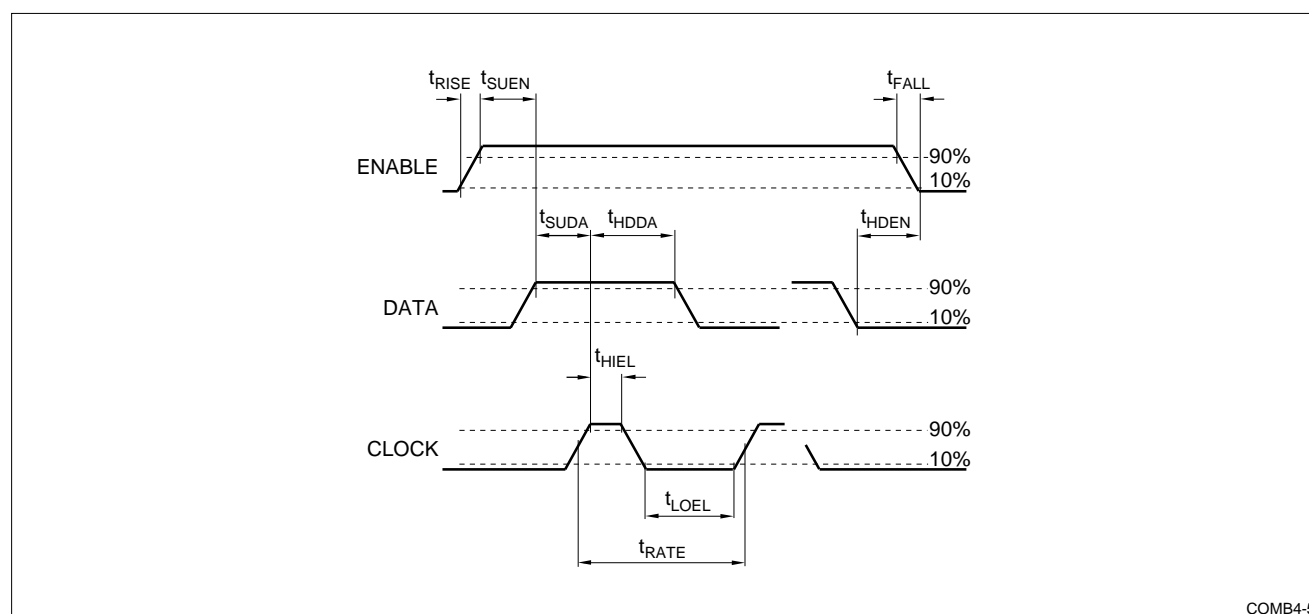 tRISE tSUEN tFALL
ENABLE 90%
10%
tSUDA tHDDA tHDEN
DATA 90%
10%
tHIEL
CLOCK 90%
10%
tLOEL
tRATE